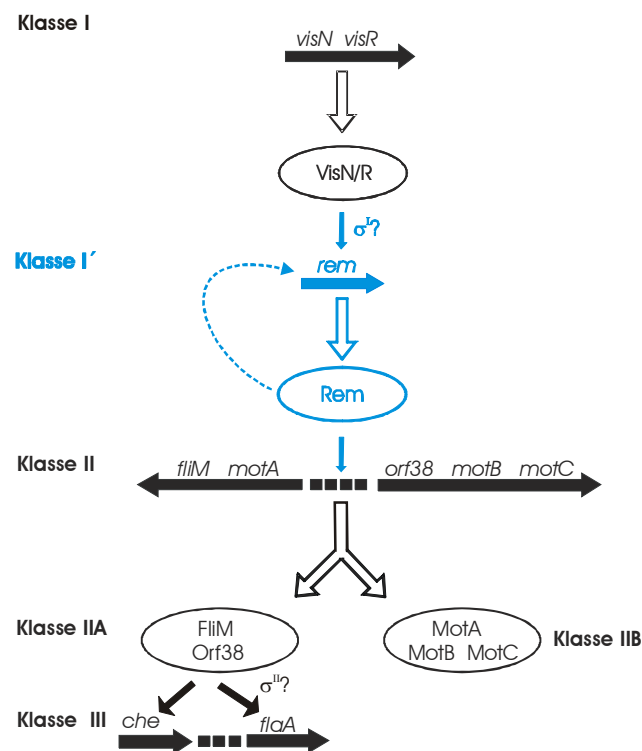 Klasse I
visN visR
VisN/R
σᴵ?
Klasse I´
rem
Rem
Klasse II
fliM motA
orf38 motB motC
Klasse IIA
FliM
Orf38
MotA
MotB MotC
Klasse IIB
σᴵᴵ?
Klasse III
che
flaA